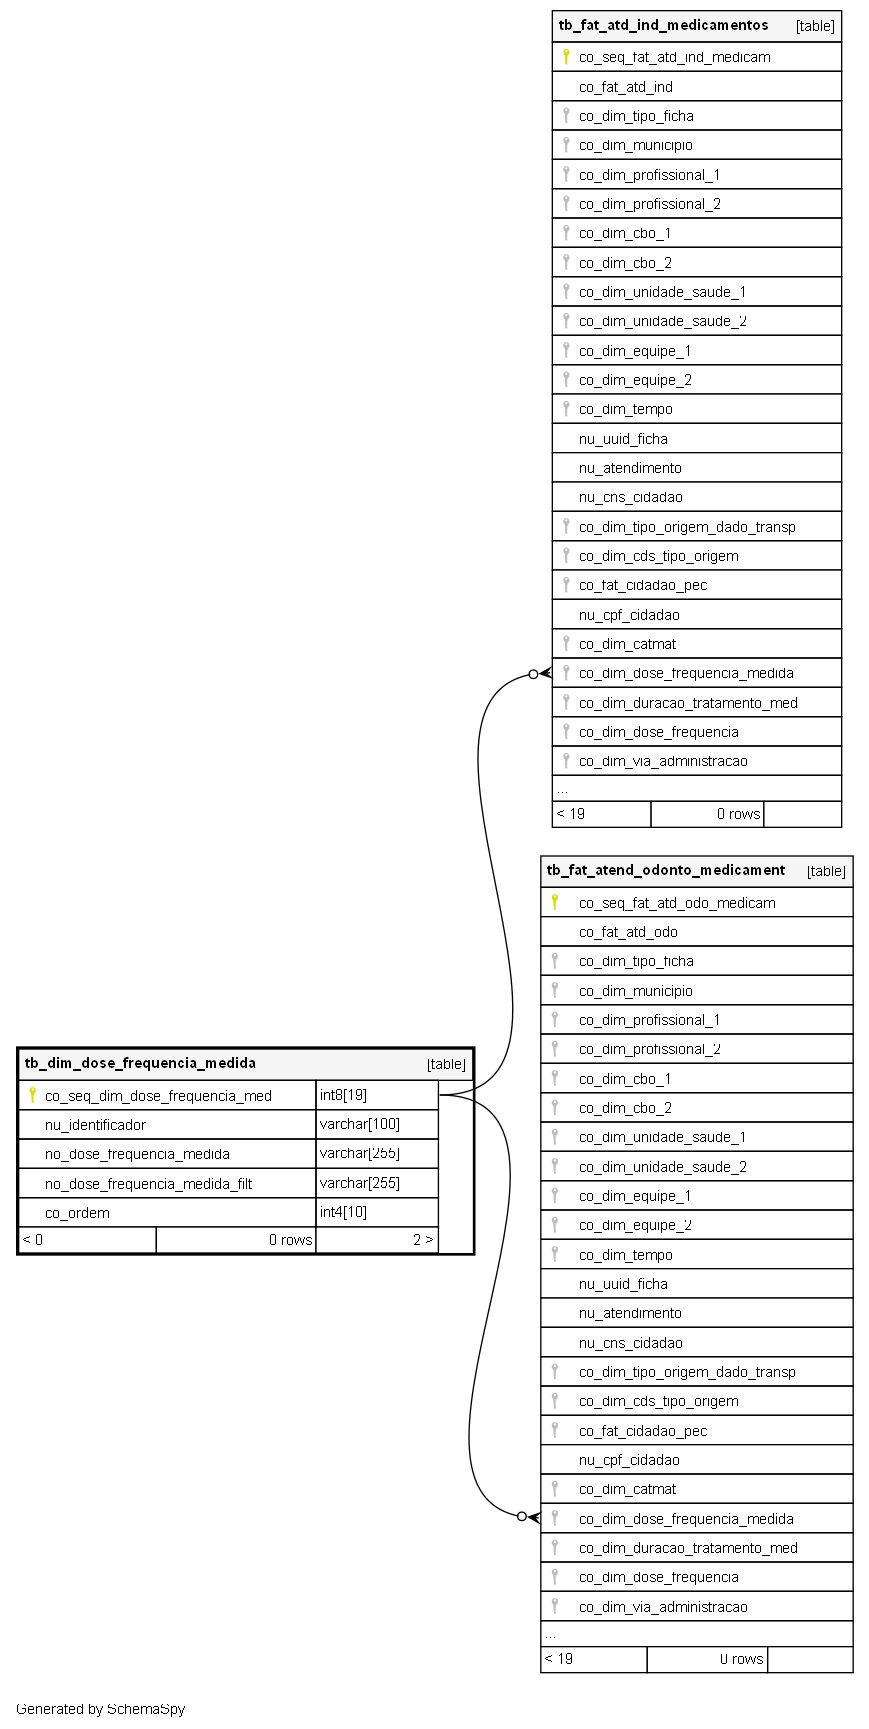 tb_fat_atd_ind_medicamentos [table]
co_seq_fat_atd_ind_medicam
co_fat_atd_ind
co_dim_tipo_ficha
co_dim_municipio
co_dim_profissional_1
co_dim_profissional_2
co_dim_cbo_1
co_dim_cbo_2
co_dim_unidade_saude_1
co_dim_unidade_saude_2
co_dim_equipe_1
co_dim_equipe_2
co_dim_tempo
nu_uuid_ficha
nu_atendimento
nu_cns_cidadao
co_dim_tipo_origem_dado_transp
co_dim_cds_tipo_origem
co_fat_cidadao_pec
nu_cpf_cidadao
co_dim_catmat
co_dim_dose_frequencia_medida
co_dim_duracao_tratamento_med
co_dim_dose_frequencia
co_dim_via_administracao
...
< 19 0 rows
tb_fat_atend_odonto_medicament [table]
co_seq_fat_atd_odo_medicam
co_fat_atd_odo
co_dim_tipo_ficha
co_dim_municipio
co_dim_profissional_1
co_dim_profissional_2
co_dim_cbo_1
co_dim_cbo_2
co_dim_unidade_saude_1
co_dim_unidade_saude_2
co_dim_equipe_1
co_dim_equipe_2
co_dim_tempo
nu_uuid_ficha
nu_atendimento
nu_cns_cidadao
co_dim_tipo_origem_dado_transp
co_dim_cds_tipo_origem
co_fat_cidadao_pec
nu_cpf_cidadao
co_dim_catmat
co_dim_dose_frequencia_medida
co_dim_duracao_tratamento_med
co_dim_dose_frequencia
co_dim_via_administracao
...
< 19 0 rows
tb_dim_dose_frequencia_medida [table]
co_seq_dim_dose_frequencia_med int8[19]
nu_identificador varchar[100]
no_dose_frequencia_medida varchar[255]
no_dose_frequencia_medida_filt varchar[255]
co_ordem int4[10]
< 0 0 rows 2 >
Generated by SchemaSpy